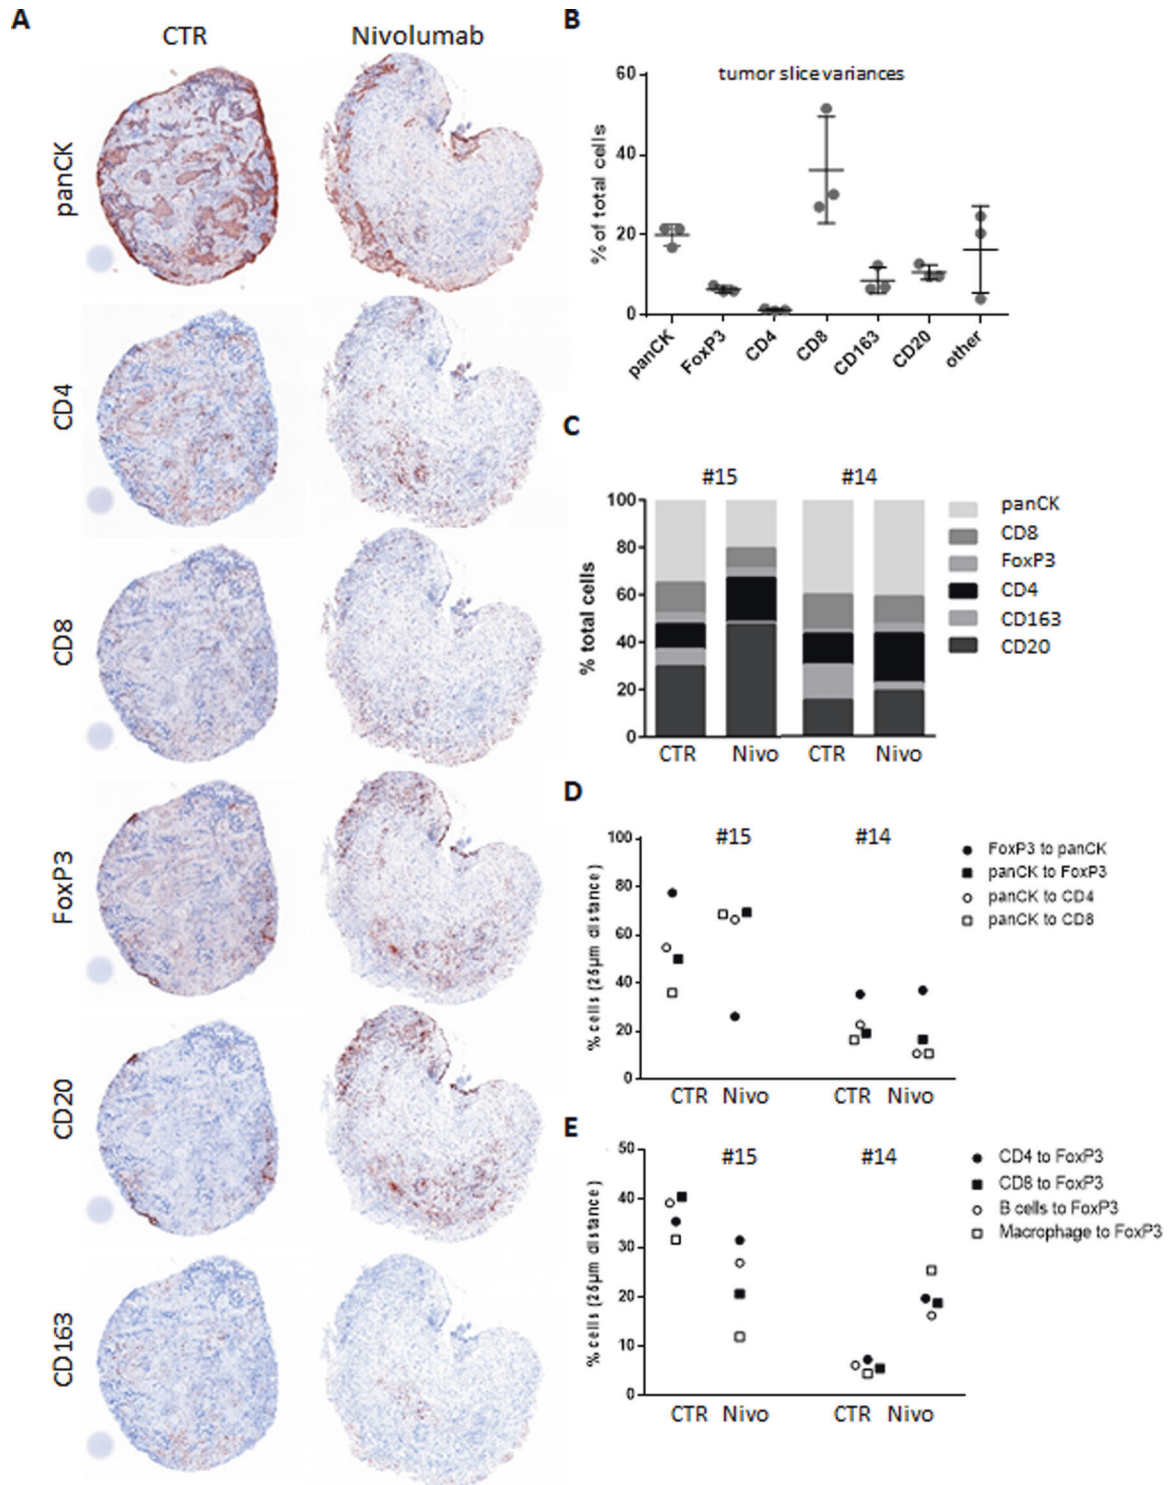 A
CTR
Nivolumab
panCK
CD4
CD8
FoxP3
CD20
CD163
B
tumor slice variances
% of total cells
60
40
20
0
panCK
FoxP3
CD4
CD8
CD163
CD20
other
C
#15
#14
% total cells
100
80
60
40
20
0
CTR
Nivo
CTR
Nivo
panCK
CD8
FoxP3
CD4
CD163
CD20
D
#15
#14
% cells (25µm distance)
100
80
60
40
20
0
CTR
Nivo
CTR
Nivo
FoxP3 to panCK
panCK to FoxP3
panCK to CD4
panCK to CD8
E
#15
#14
% cells (25µm distance)
50
40
30
20
10
0
CTR
Nivo
CTR
Nivo
CD4 to FoxP3
CD8 to FoxP3
B cells to FoxP3
Macrophage to FoxP3